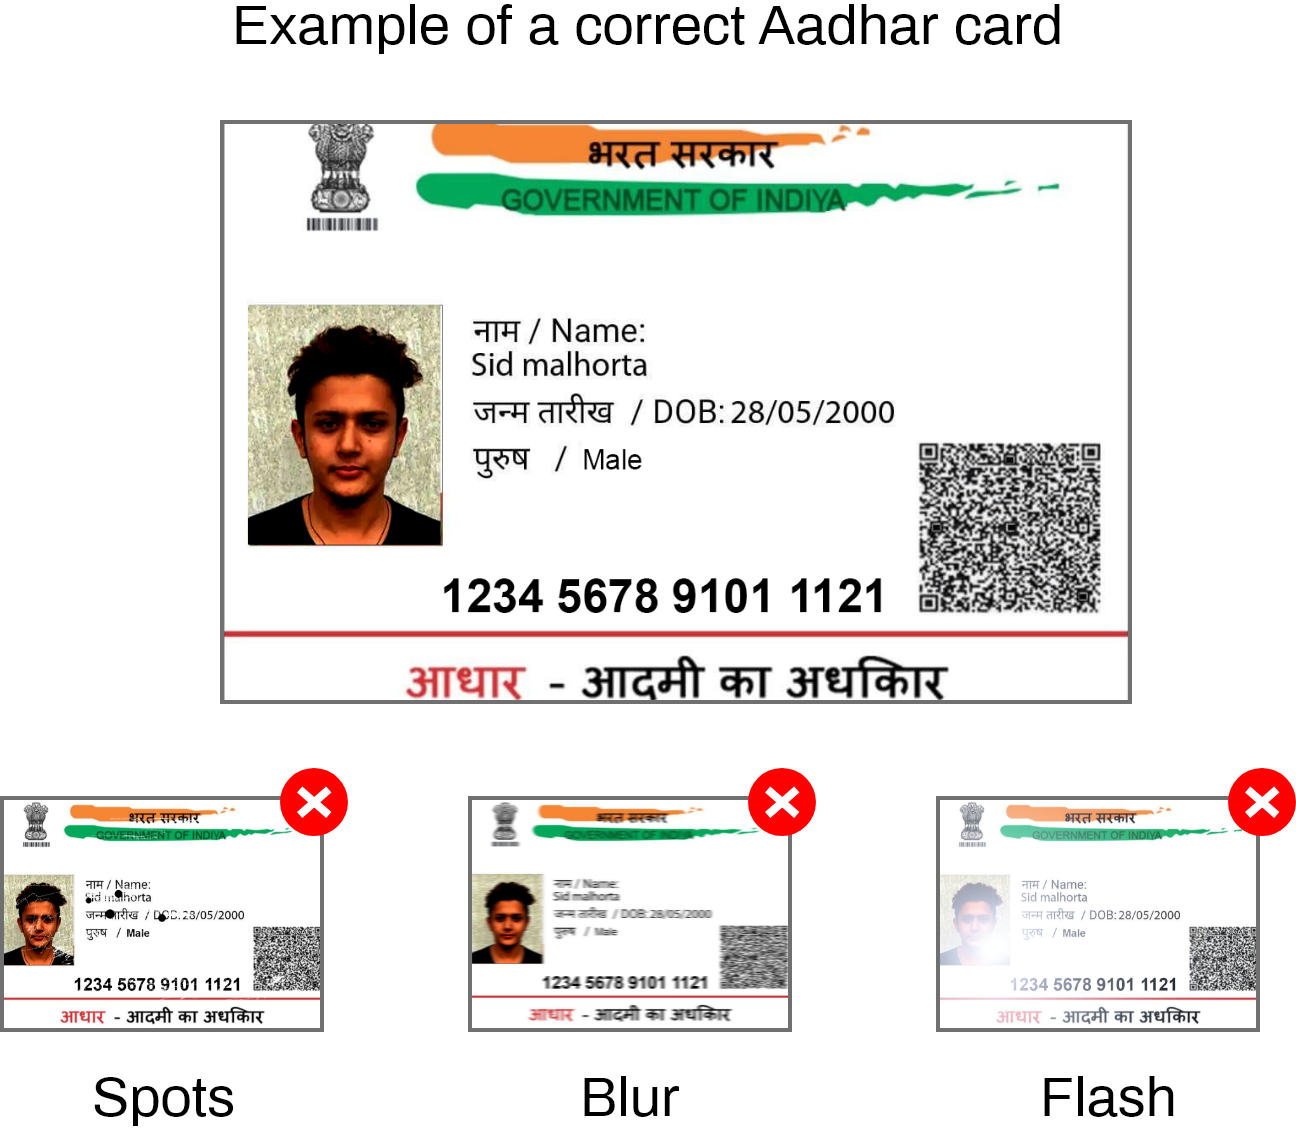 Example of a correct Aadhar card
भरत सरकार
GOVERNMENT OF INDIYA
नाम / Name:
Sid malhorta
जन्म तारीख / DOB: 28/05/2000
पुरुष / Male
1234 5678 9101 1121
आधार - आदमी का अधकिार
भरत सरकार
GOVERNMENT OF INDIYA
नाम / Name:
Sid malhorta
जन्म तारीख / DOB: 28/05/2000
पुरुष / Male
1234 5678 9101 1121
आधार - आदमी का अधकिार
Spots
भरत सरकार
GOVERNMENT OF INDIYA
नाम / Name:
Sid malhorta
जन्म तारीख / DOB: 28/05/2000
पुरुष / Male
1234 5678 9101 1121
आधार - आदमी का अधकिार
Blur
भरत सरकार
GOVERNMENT OF INDIYA
नाम / Name:
Sid malhorta
जन्म तारीख / DOB: 28/05/2000
पुरुष / Male
1234 5678 9101 1121
आधार - आदमी का अधकिार
Flash